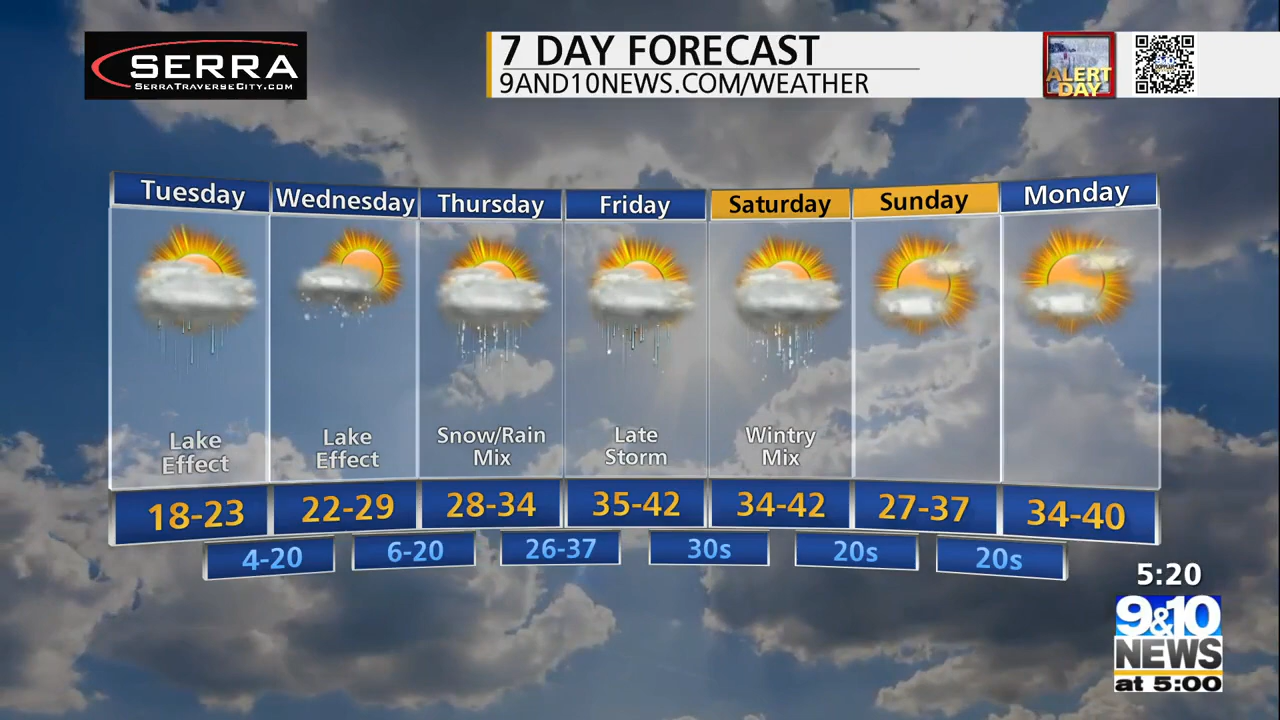 SERRA
SERRATRAVERSECITY.COM
7 DAY FORECAST
9ANDD10NEWS.COM/WEATHER
ALERT
DAY
Tuesday
Wednesday
Thursday
Friday
Saturday
Sunday
Monday
Lake
Effect
Lake
Effect
Snow/Rain
Mix
Late
Storm
Wintry
Mix
18-23
22-29
28-34
35-42
34-42
27-37
34-40
4-20
6-20
26-37
30s
20s
20s
5:20
9&10
NEWS
at 5:00